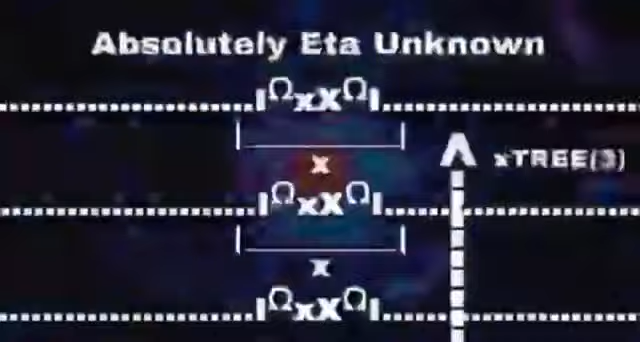 Absolutely Eta Unknown
|ΩxXΩ|
x
xTREE(3)
|ΩxXΩ|
x
|ΩxXΩ|